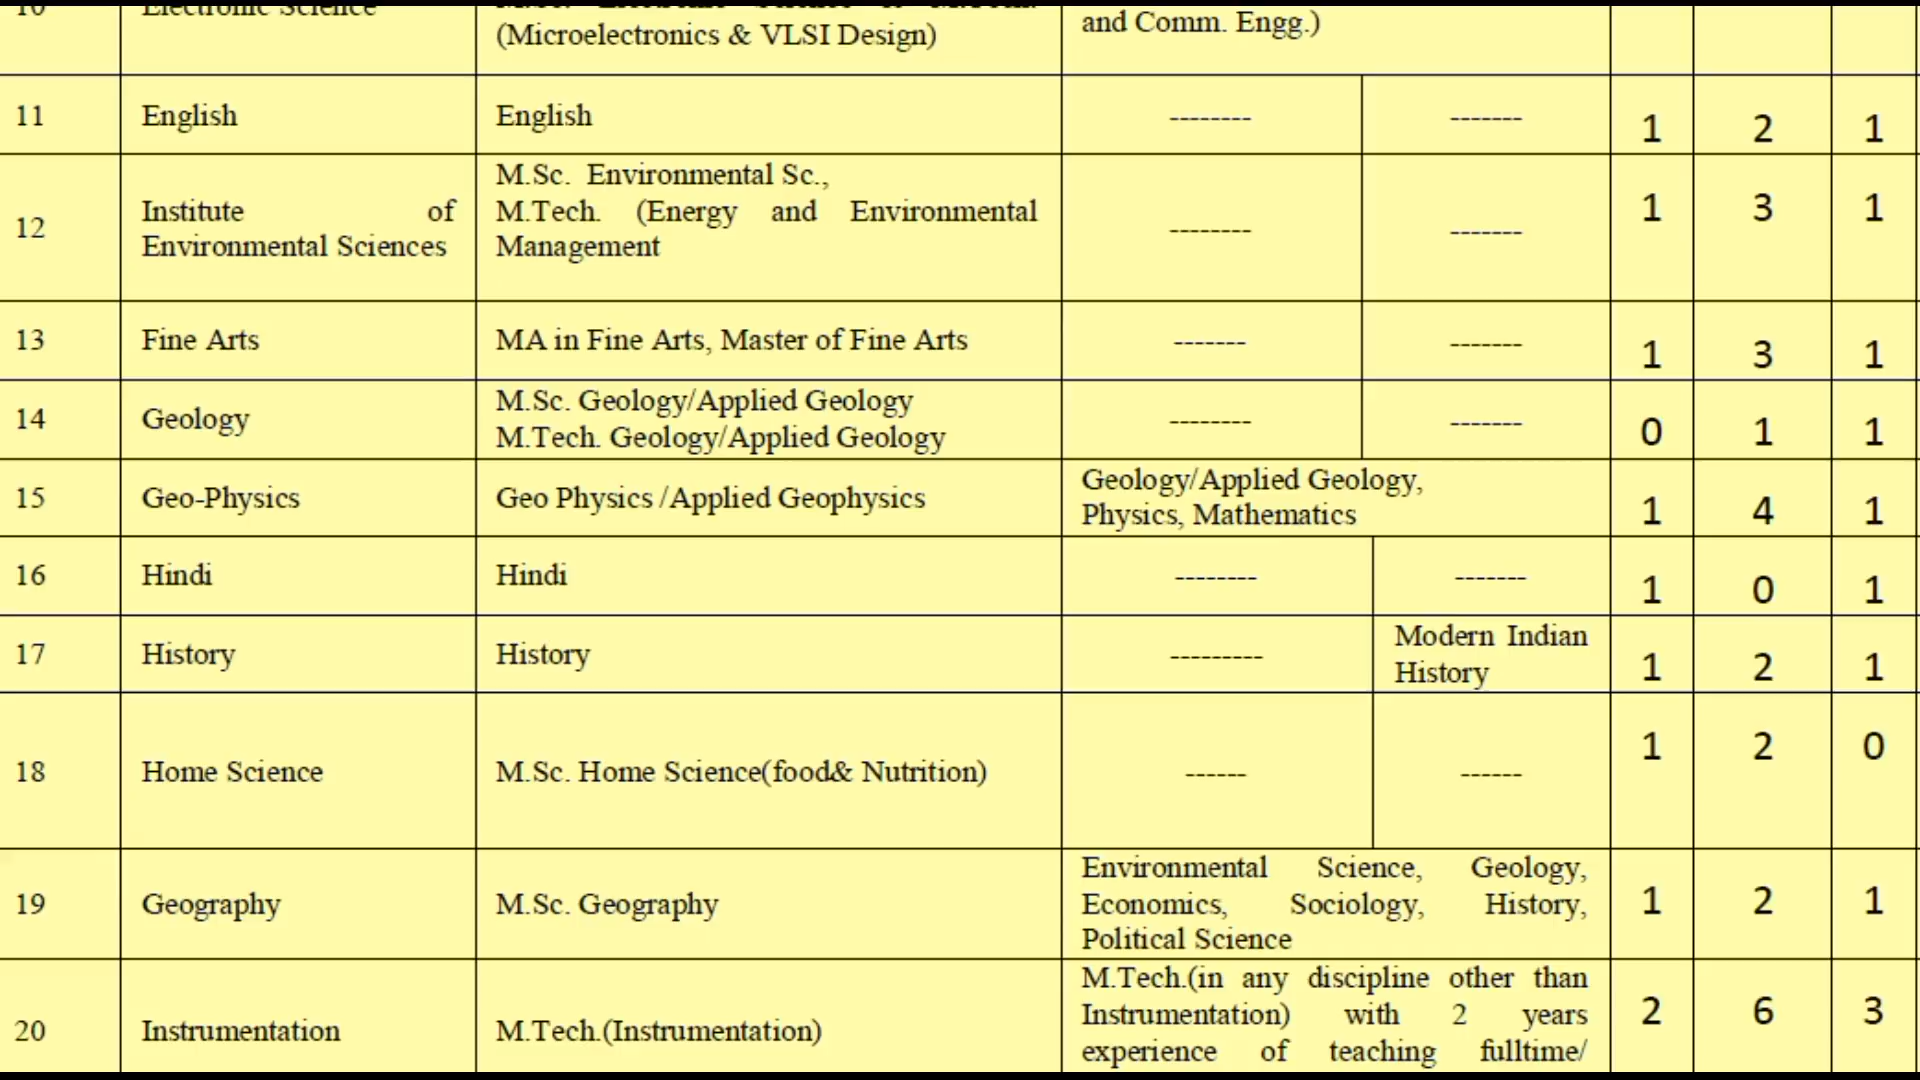 (Microelectronics & VLSI Design)
and Comm. Engg.)
11 English English -------- ------- 1 2 1
12 Institute of Environmental Sciences
M.Sc. Environmental Sc.,
M.Tech. (Energy and Environmental
Management
-------- ------- 1 3 1
13 Fine Arts MA in Fine Arts, Master of Fine Arts ------- ------- 1 3 1
14 Geology
M.Sc. Geology/Applied Geology
M.Tech. Geology/Applied Geology
-------- ------- 0 1 1
15 Geo-Physics Geo Physics /Applied Geophysics
Geology/Applied Geology,
Physics, Mathematics
1 4 1
16 Hindi Hindi -------- ------- 1 0 1
17 History History ---------
Modern Indian
History
1 2 1
18 Home Science M.Sc. Home Science(food& Nutrition) ------ ------ 1 2 0
19 Geography M.Sc. Geography
Environmental Science, Geology,
Economics, Sociology, History,
Political Science
1 2 1
20 Instrumentation M.Tech.(Instrumentation)
M.Tech.(in any discipline other than
Instrumentation) with 2 years
experience of teaching fulltime/
2 6 3